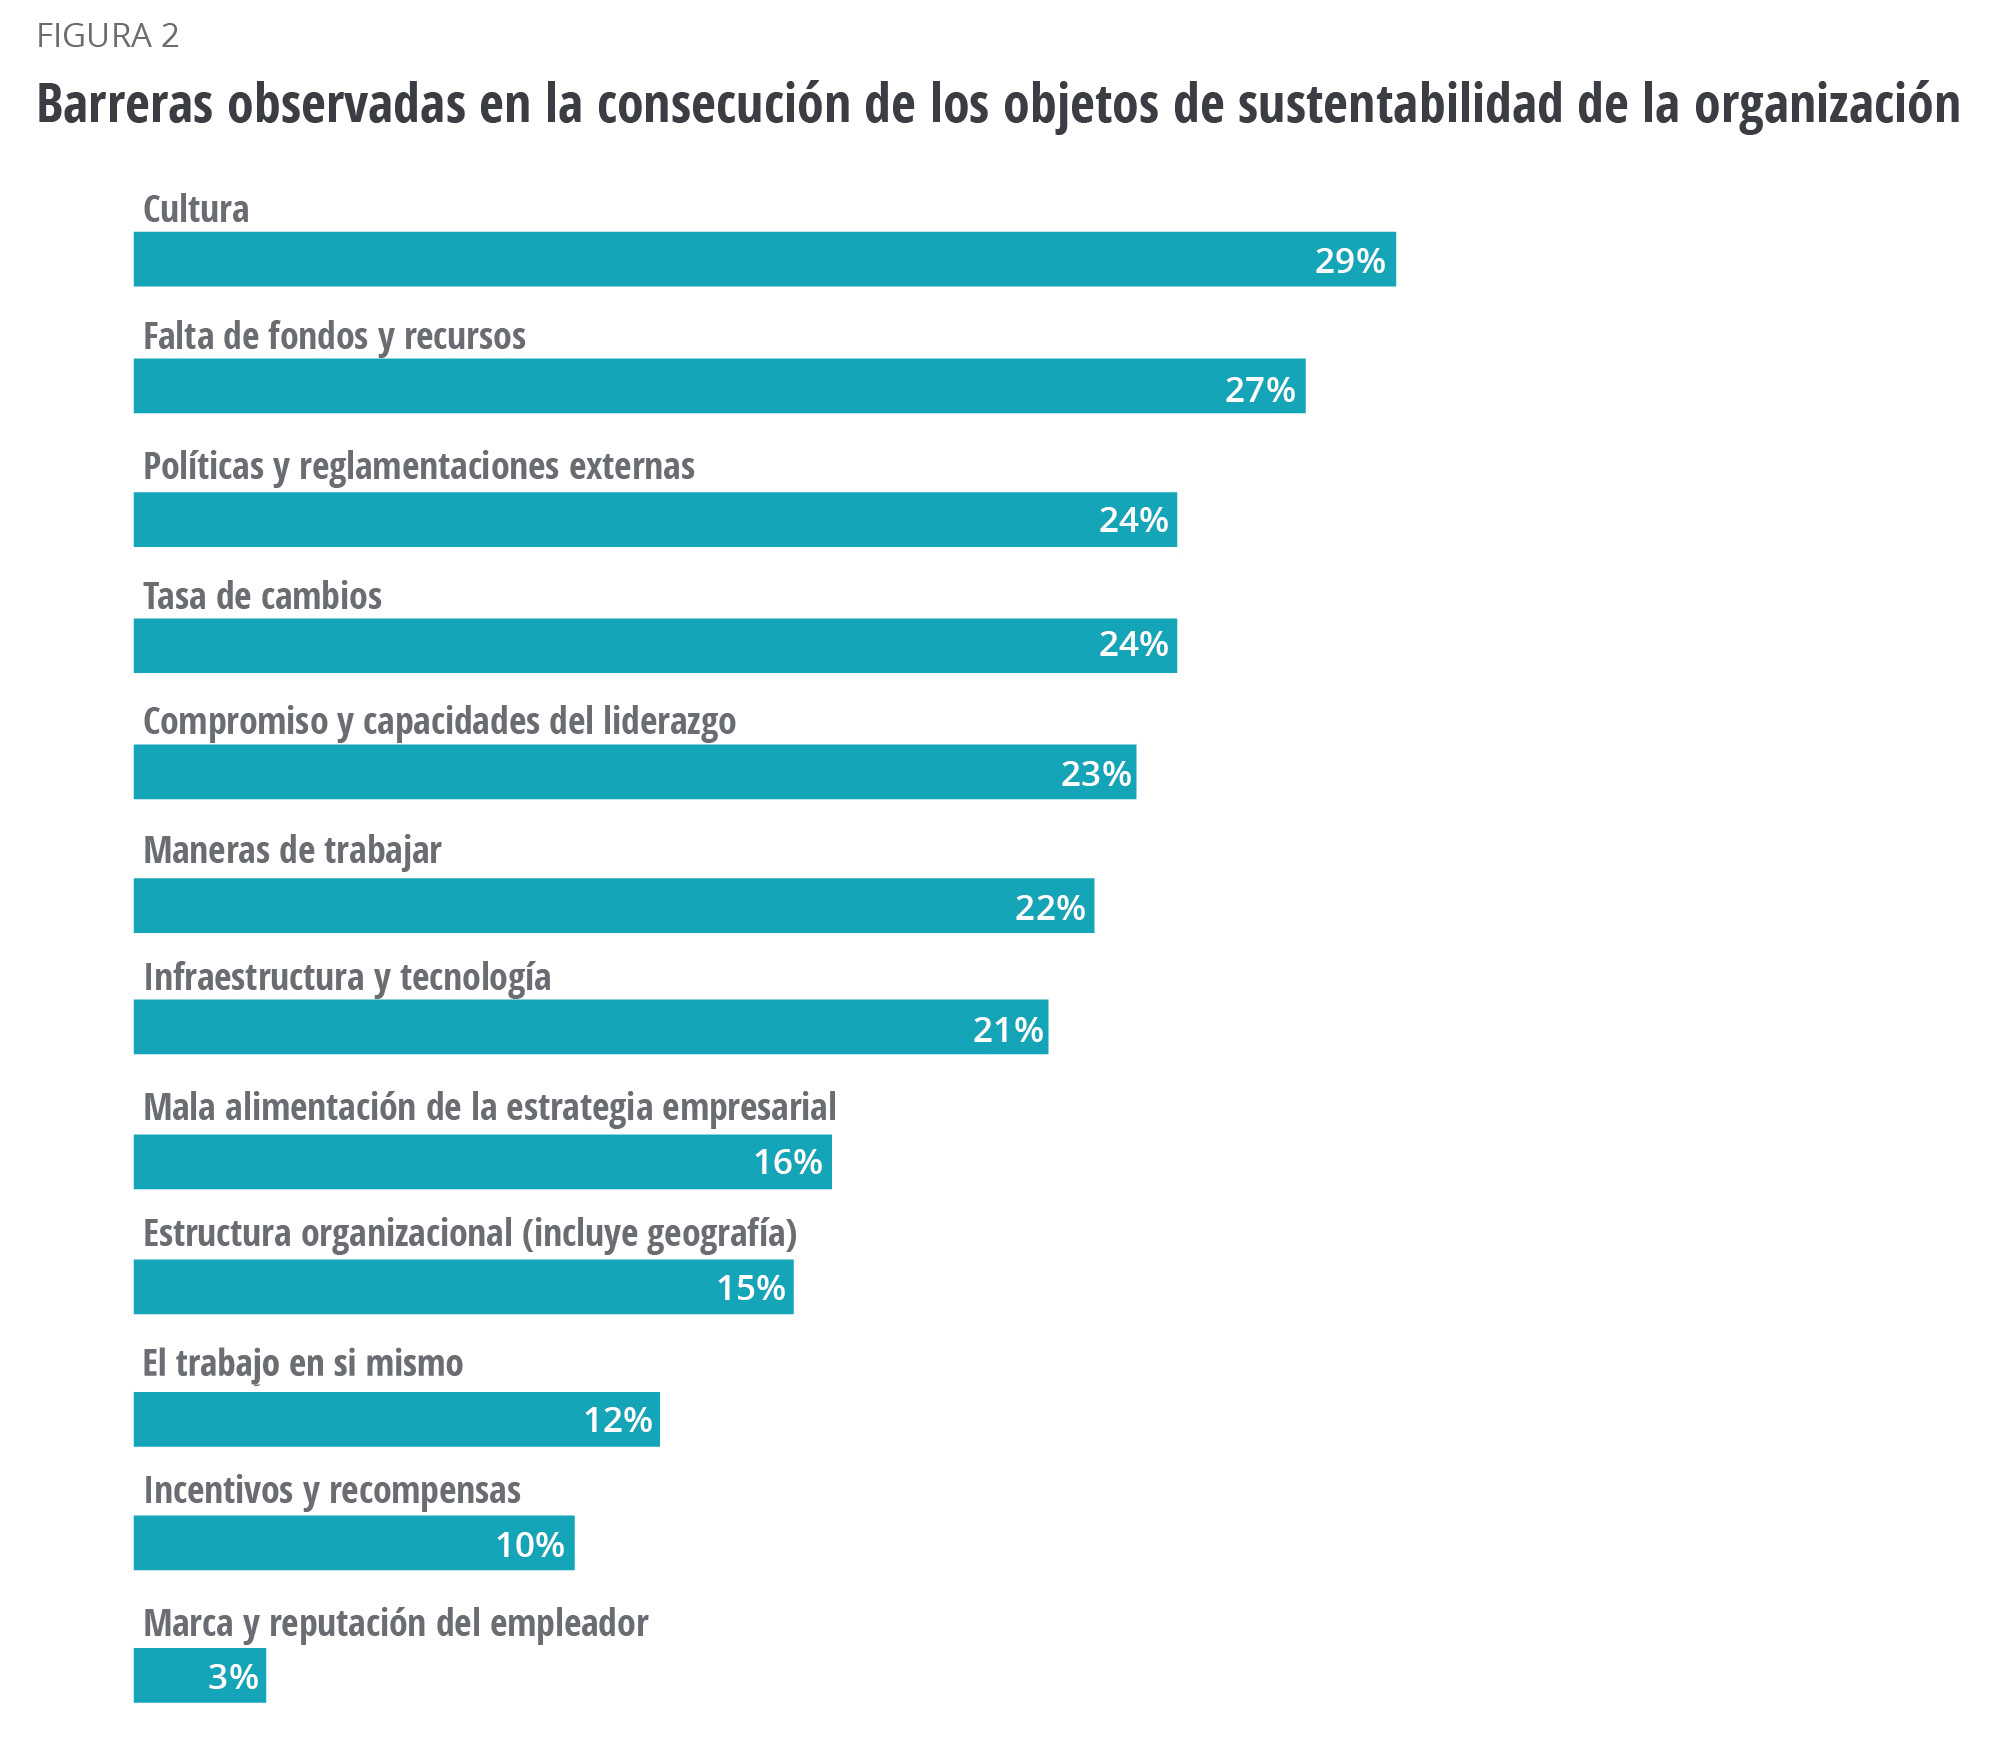 FIGURA 2
Barreras observadas en la consecución de los objetos de sustentabilidad de la organización
Cultura
29%
Falta de fondos y recursos
27%
Políticas y reglamentaciones externas
24%
Tasa de cambios
24%
Compromiso y capacidades del liderazgo
23%
Maneras de trabajar
22%
Infraestructura y tecnología
21%
Mala alimentación de la estrategia empresarial
16%
Estructura organizacional (incluye geografía)
15%
El trabajo en si mismo
12%
Incentivos y recompensas
10%
Marca y reputación del empleador
3%